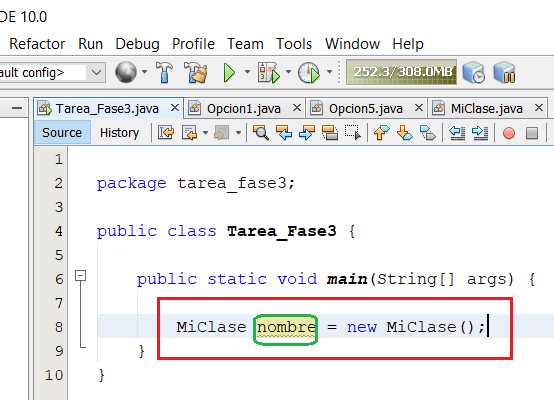 DE 10.0
Refactor Run Debug Profile Team Tools Window Help
ault config> 252.3/308.0MB
Tarea_Fase3.java Opcion1.java Opcion5.java MiClase.java
Source History
1
2 package tarea_fase3;
3
4 public class Tarea_Fase3 {
5
6 public static void main(String[] args) {
7
8 MiClase nombre = new MiClase();
9 }
10 }